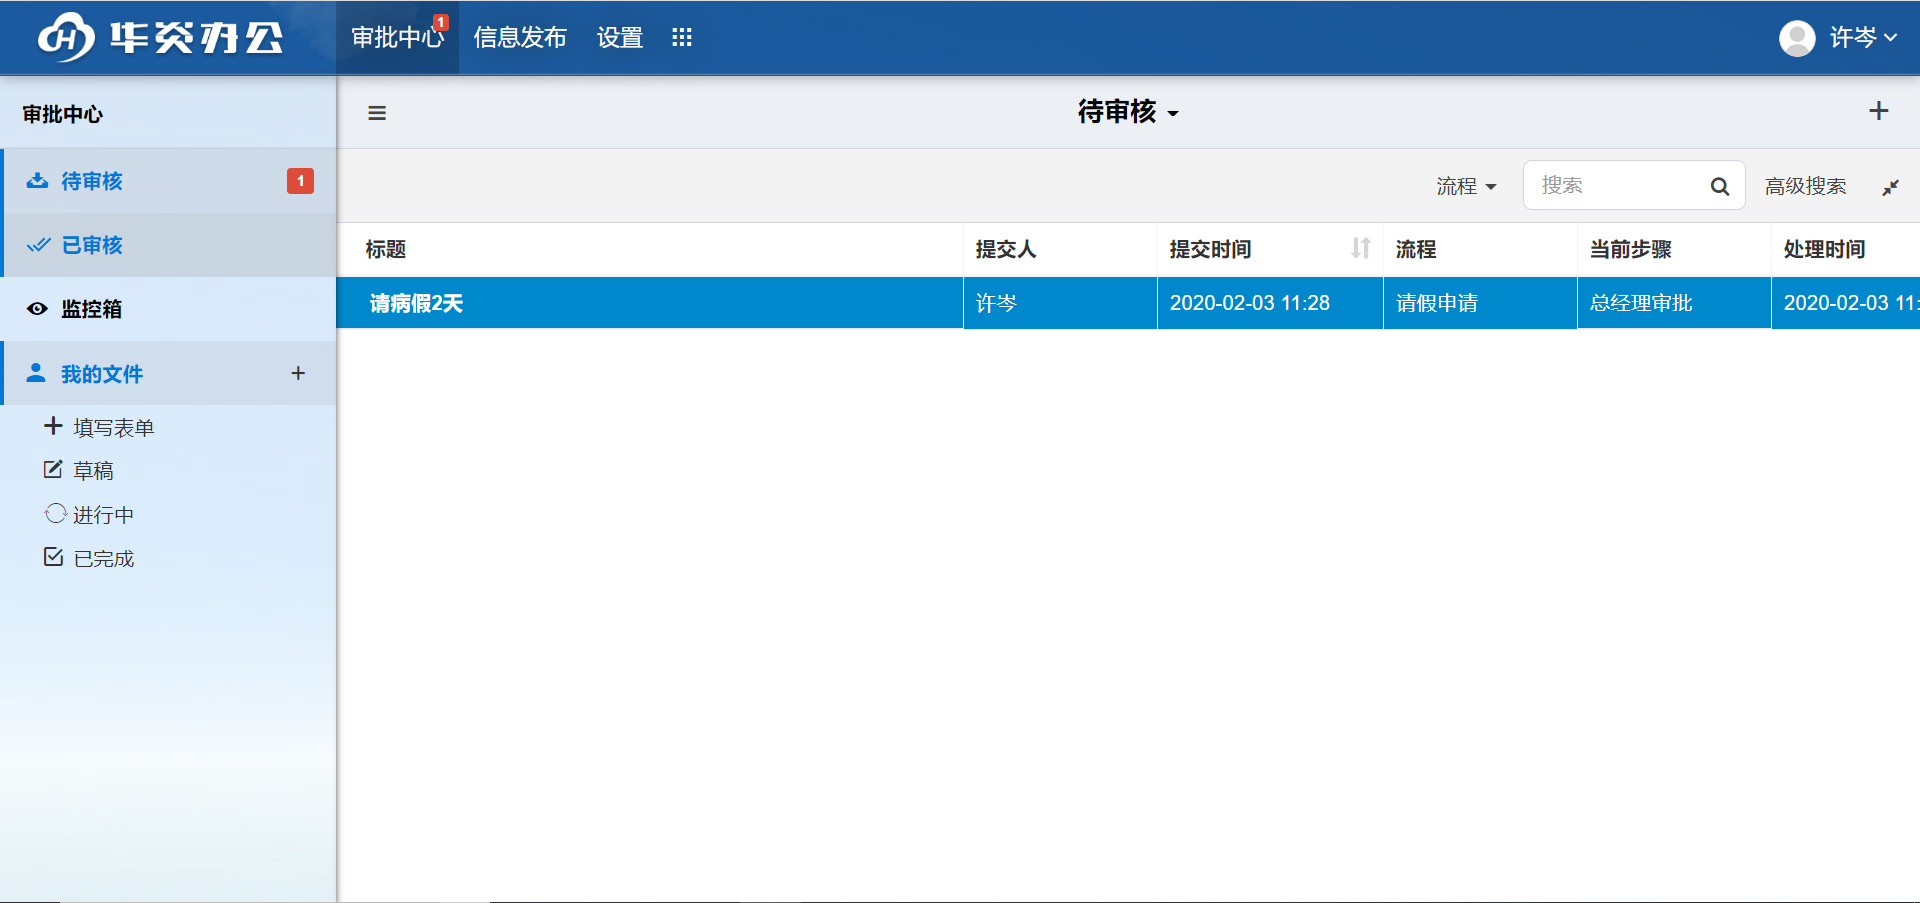 华炎办公 审批中心 1 信息发布 设置 许岑
审批中心
待审核 1
已审核
监控箱
我的文件 +
填写表单
草稿
进行中
已完成
待审核
流程 搜索 高级搜索
标题 提交人 提交时间 流程 当前步骤 处理时间
请病假2天 许岑 2020-02-03 11:28 请假申请 总经理审批 2020-02-03 11: